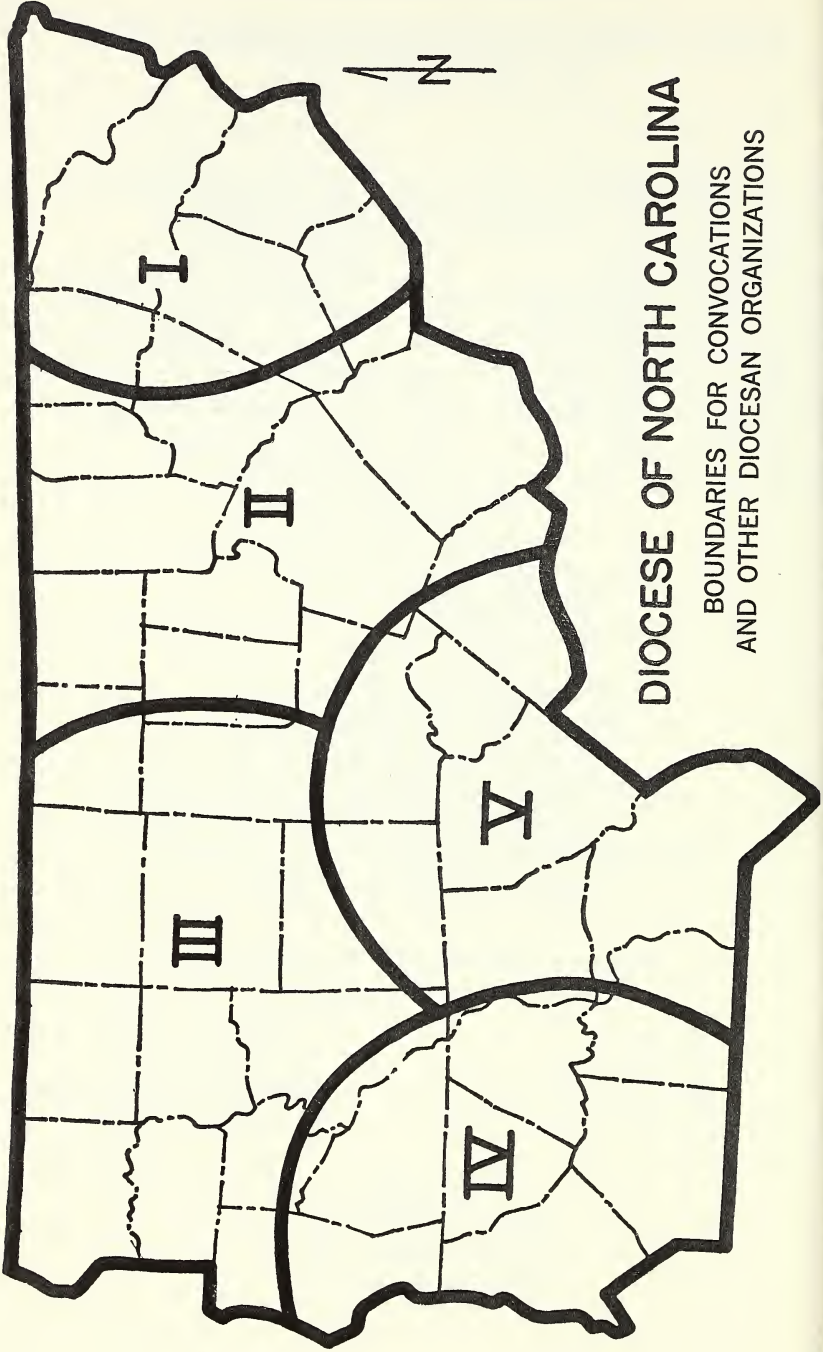 DIOCESE OF NORTH CAROLINA
BOUNDARIES FOR CONVOCATIONS
AND OTHER DIOCESAN ORGANIZATIONS
N
I
II
III
IV
V